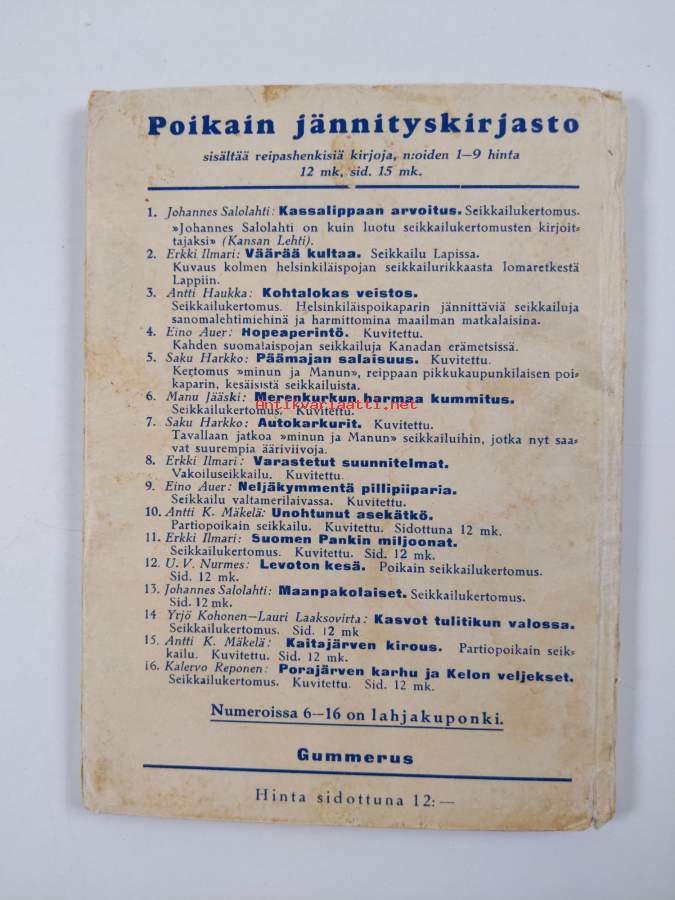 Poikain jännityskirjasto
sisältää reipashenkisiä kirjoja, n:oiden 1—9 hinta
12 mk, sid. 15 mk.
1. Johannes Salolahti: Kassalippaan arvoitus. Seikkailukertomus.
»Johannes Salolahti on kuin luotu seikkailukertomusten kirjoit-
tajaksi» (Kansan Lehti).
2. Erkki Ilmari: Väärää kultaa. Seikkailu Lapissa.
Kuvaus kolmen helsinkiläispojan seikkailurikkaasta lomaretkestä
Lappiin.
3. Antti Haukka: Kohtalokas veistos.
Seikkailukertomus. Helsinkiläispoikaparin jännittäviä seikkailuja
sanomalehtimiehinä ja harmittomina maailman matkalaisina.
4. Eino Auer: Hopeaperintö. Kuvitettu.
Kahden suomalaispojan seikkailuja Kanadan erämetsissä.
5. Saku Harkko: Päämajan salaisuus. Kuvitettu.
Kertomus »minun ja Manun», reippaan pikkukaupunkilaisen poi-
kaparin, kesäisistä seikkailuista.
6. Manu Jääski: Merenkurkun harmaa kummitus.
Antikvariaatti.net
Seikkailukertomus. Kuvitettu.
7. Saku Harkko: Autokarkurit. Kuvitettu.
Tavallaan jatkoa »minun ja Manun» seikkailuihin, jotka nyt saa-
vat suurempia ääriviivoja.
8. Erkki Ilmari: Varastetut suunnitelmat.
Vakoiluseikkailu. Kuvitettu.
9. Eino Auer: Neljäkymmentä pillipiiparia.
Seikkailu valtamerilaivassa. Kuvitettu.
10. Antti K. Mäkelä: Unohtunut asekätkö.
Partiopoikain seikkailu. Kuvitettu. Sidottuna 12 mk.
11. Erkki Ilmari: Suomen Pankin miljoonat.
Seikkailukertomus. Kuvitettu. Sid. 12 mk.
12. U. V. Nurmes: Levoton kesä. Poikain seikkailukertomus.
Sid. 12 mk.
13. Johannes Salolahti: Maanpakolaiset. Seikkailukertomus.
Sid. 12 mk.
14 Yrjö Kohonen—Lauri Laaksovirta: Kasvot tulitikun valossa.
Seikkailukertomus. Sid. 12 mk
15. Antti K. Mäkelä: Kaitajärven kirous. Partiopoikain seik-
kailu. Kuvitettu. Sid. 12 mk.
16. Kalervo Reponen: Porajärven karhu ja Kelon veljekset.
Seikkailukertomus. Kuvitettu. Sid. 12 mk.
Numeroissa 6—16 on lahjakuponki.
Gummerus
Hinta sidottuna 12:—